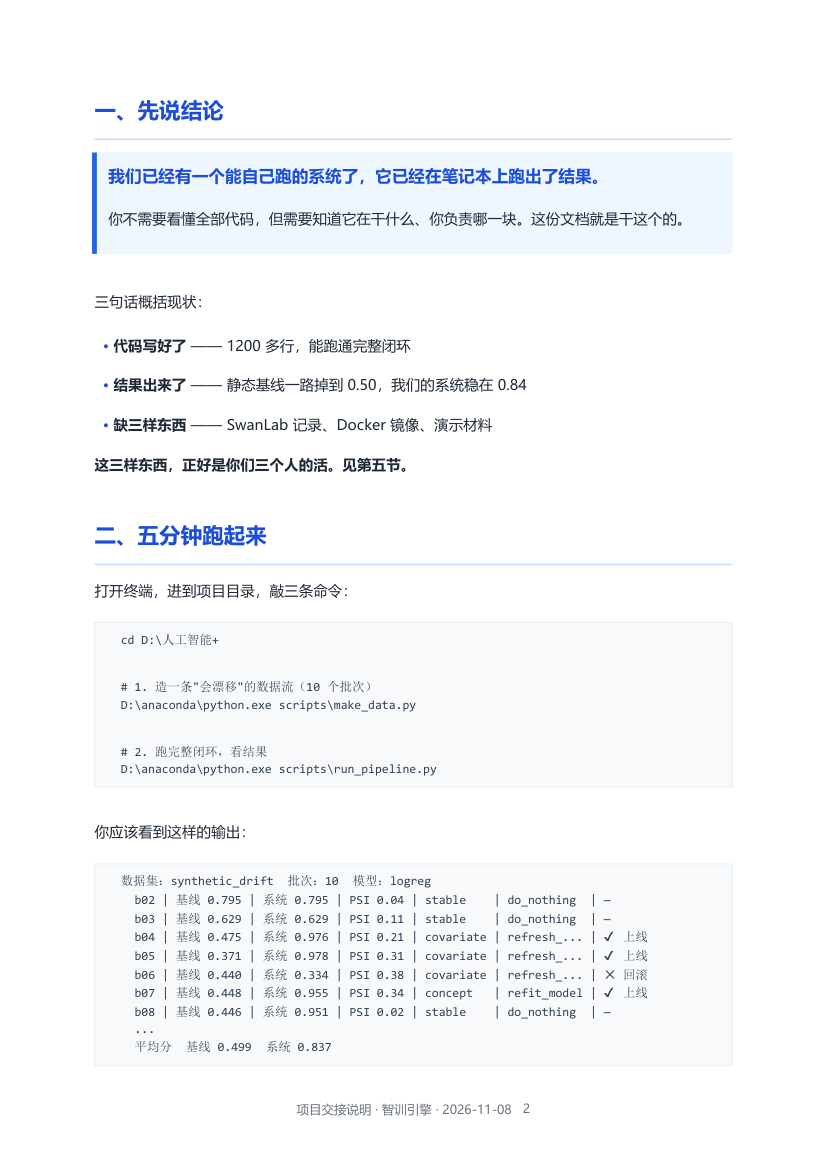 一、先说结论
我们已经有一个能自己跑的系统了，它已经在笔记本上跑出了结果。
你不需要看懂全部代码，但需要知道它在干什么、你负责哪一块。这份文档就是干这个的。
三句话概括现状：
• 代码写好了 —— 1200 多行，能跑通完整闭环
• 结果出来了 —— 静态基线一路掉到 0.50，我们的系统稳在 0.84
• 缺三样东西 —— SwanLab 记录、Docker 镜像、演示材料
这三样东西，正好是你们三个人的活。见第五节。
二、五分钟跑起来
打开终端，进到项目目录，敲三条命令：
cd D:\人工智能+
# 1. 造一条"会漂移"的数据流（10 个批次）
D:\anaconda\python.exe scripts\make_data.py
# 2. 跑完整闭环，看结果
D:\anaconda\python.exe scripts\run_pipeline.py
你应该看到这样的输出：
数据集：synthetic_drift  批次：10  模型：logreg
b02 | 基线 0.795 | 系统 0.795 | PSI 0.04 | stable    | do_nothing  | —
b03 | 基线 0.629 | 系统 0.629 | PSI 0.11 | stable    | do_nothing  | —
b04 | 基线 0.475 | 系统 0.976 | PSI 0.21 | covariate | refresh_... | ✔ 上线
b05 | 基线 0.371 | 系统 0.978 | PSI 0.31 | covariate | refresh_... | ✔ 上线
b06 | 基线 0.440 | 系统 0.334 | PSI 0.38 | covariate | refresh_... | ✕ 回滚
b07 | 基线 0.448 | 系统 0.955 | PSI 0.34 | concept   | refit_model | ✔ 上线
b08 | 基线 0.446 | 系统 0.951 | PSI 0.02 | stable    | do_nothing  | —
...
平均分  基线 0.499  系统 0.837
项目交接说明 · 智训引擎 · 2026-11-08 2